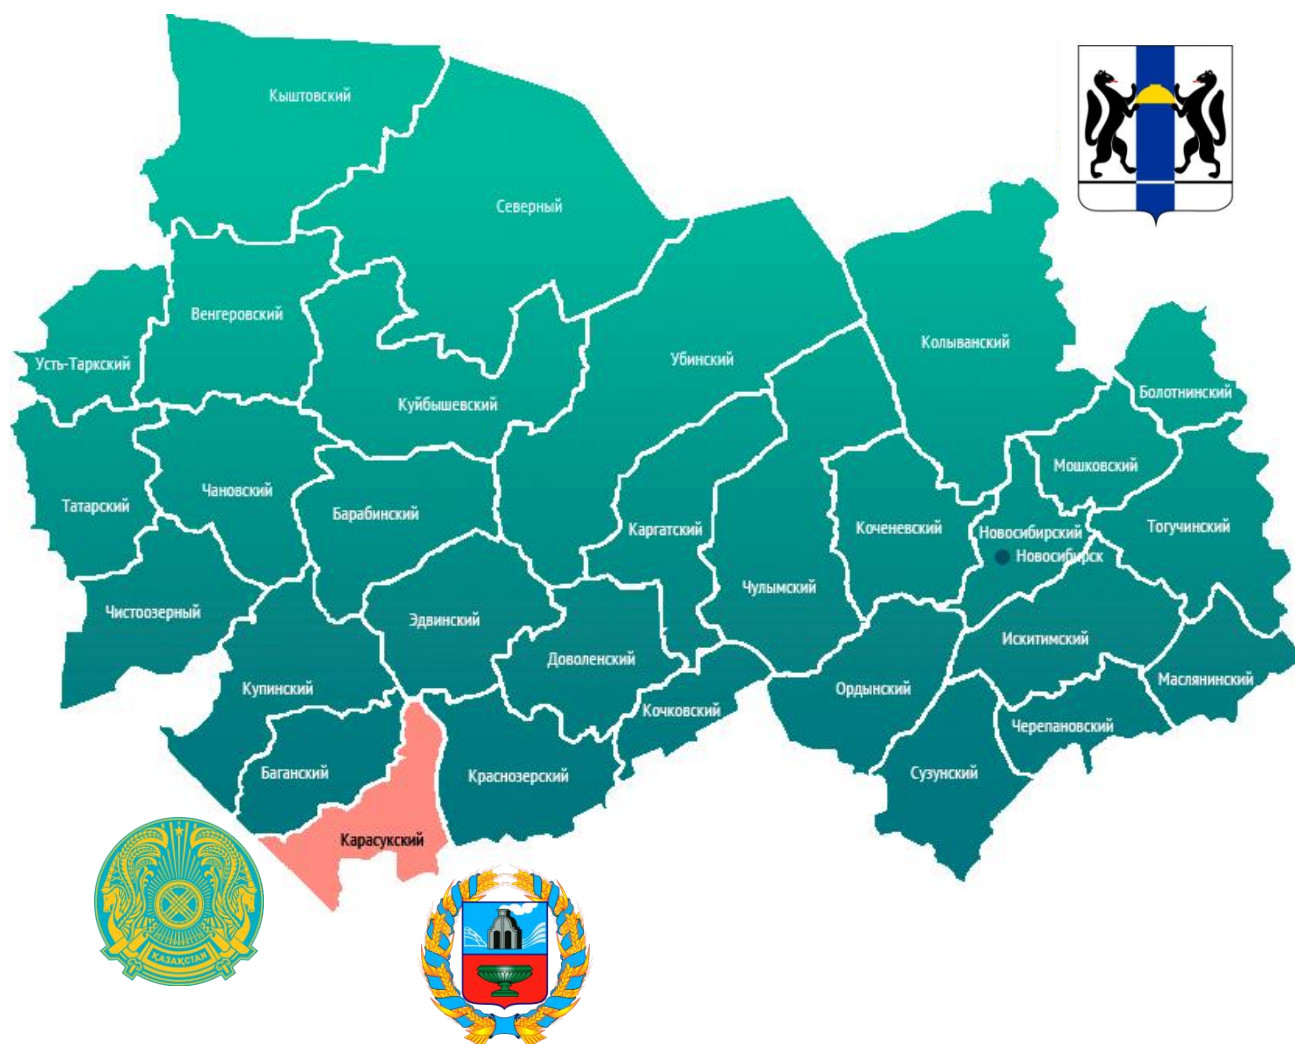 Кыштовский
Северный
Венгеровский
Усть-Таркский
Убинский
Колыванский
Болотнинский
Куйбышевский
Мошковский
Татарский
Чановский
Барабинский
Каргатский
Коченевский
Новосибирский
Тогучинский
Новосибирск
Чистоозерный
Эдвинский
Чулымский
Искитимский
Доволенский
Маслянинский
Купинский
Ордынский
Кочковский
Черепановский
Баганский
Краснозерский
Сузунский
Карасукский
ҚАЗАҚСТАН